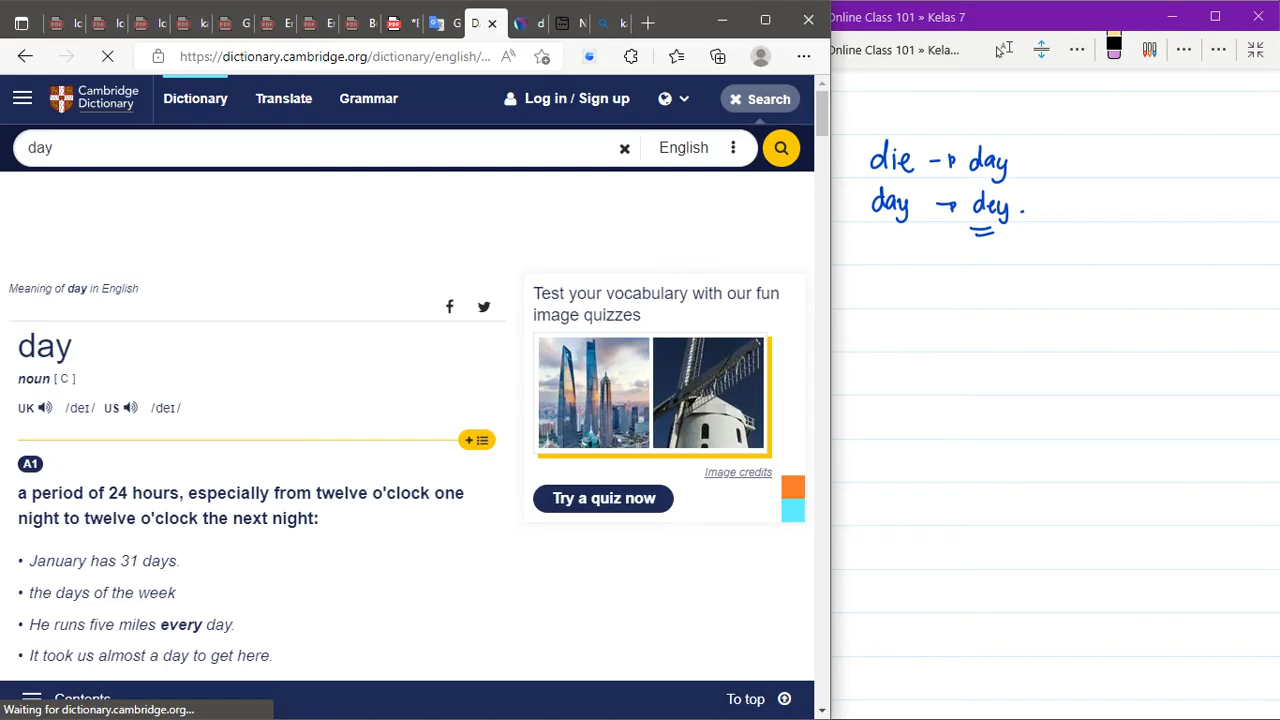 D
G
E
E
E
E
G
E
E
*[
G
D
d
N
k
Online Class 101 » Kelas 7
https://dictionary.cambridge.org/dictionary/english/...
Online Class 101 » Kela...
Cambridge
Dictionary
Dictionary
Translate
Grammar
Log in / Sign up
Search
day
English
die → day
day → dey.
Meaning of day in English
day
noun [ C ]
UK /deɪ/ US /deɪ/
A1
a period of 24 hours, especially from twelve o'clock one
night to twelve o'clock the next night:
• January has 31 days.
• the days of the week
• He runs five miles every day.
• It took us almost a day to get here.
Test your vocabulary with our fun
image quizzes
Image credits
Try a quiz now
Contents
To top
Waiting for dictionary.cambridge.org...